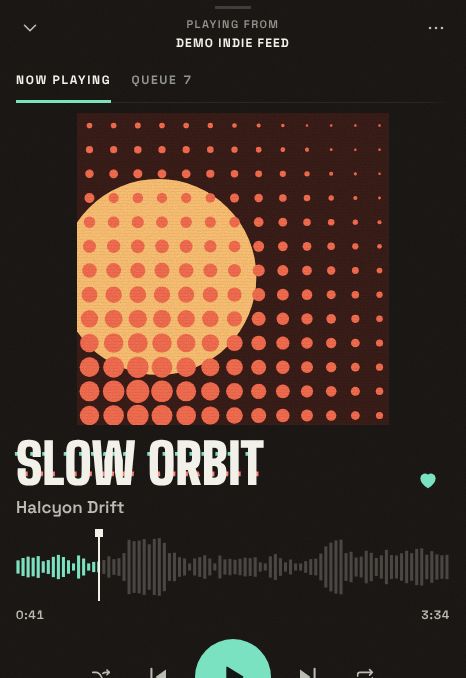 PLAYING FROM
DEMO INDIE FEED
NOW PLAYING QUEUE 7
SLOW ORBIT
Halcyon Drift
0:41 3:34